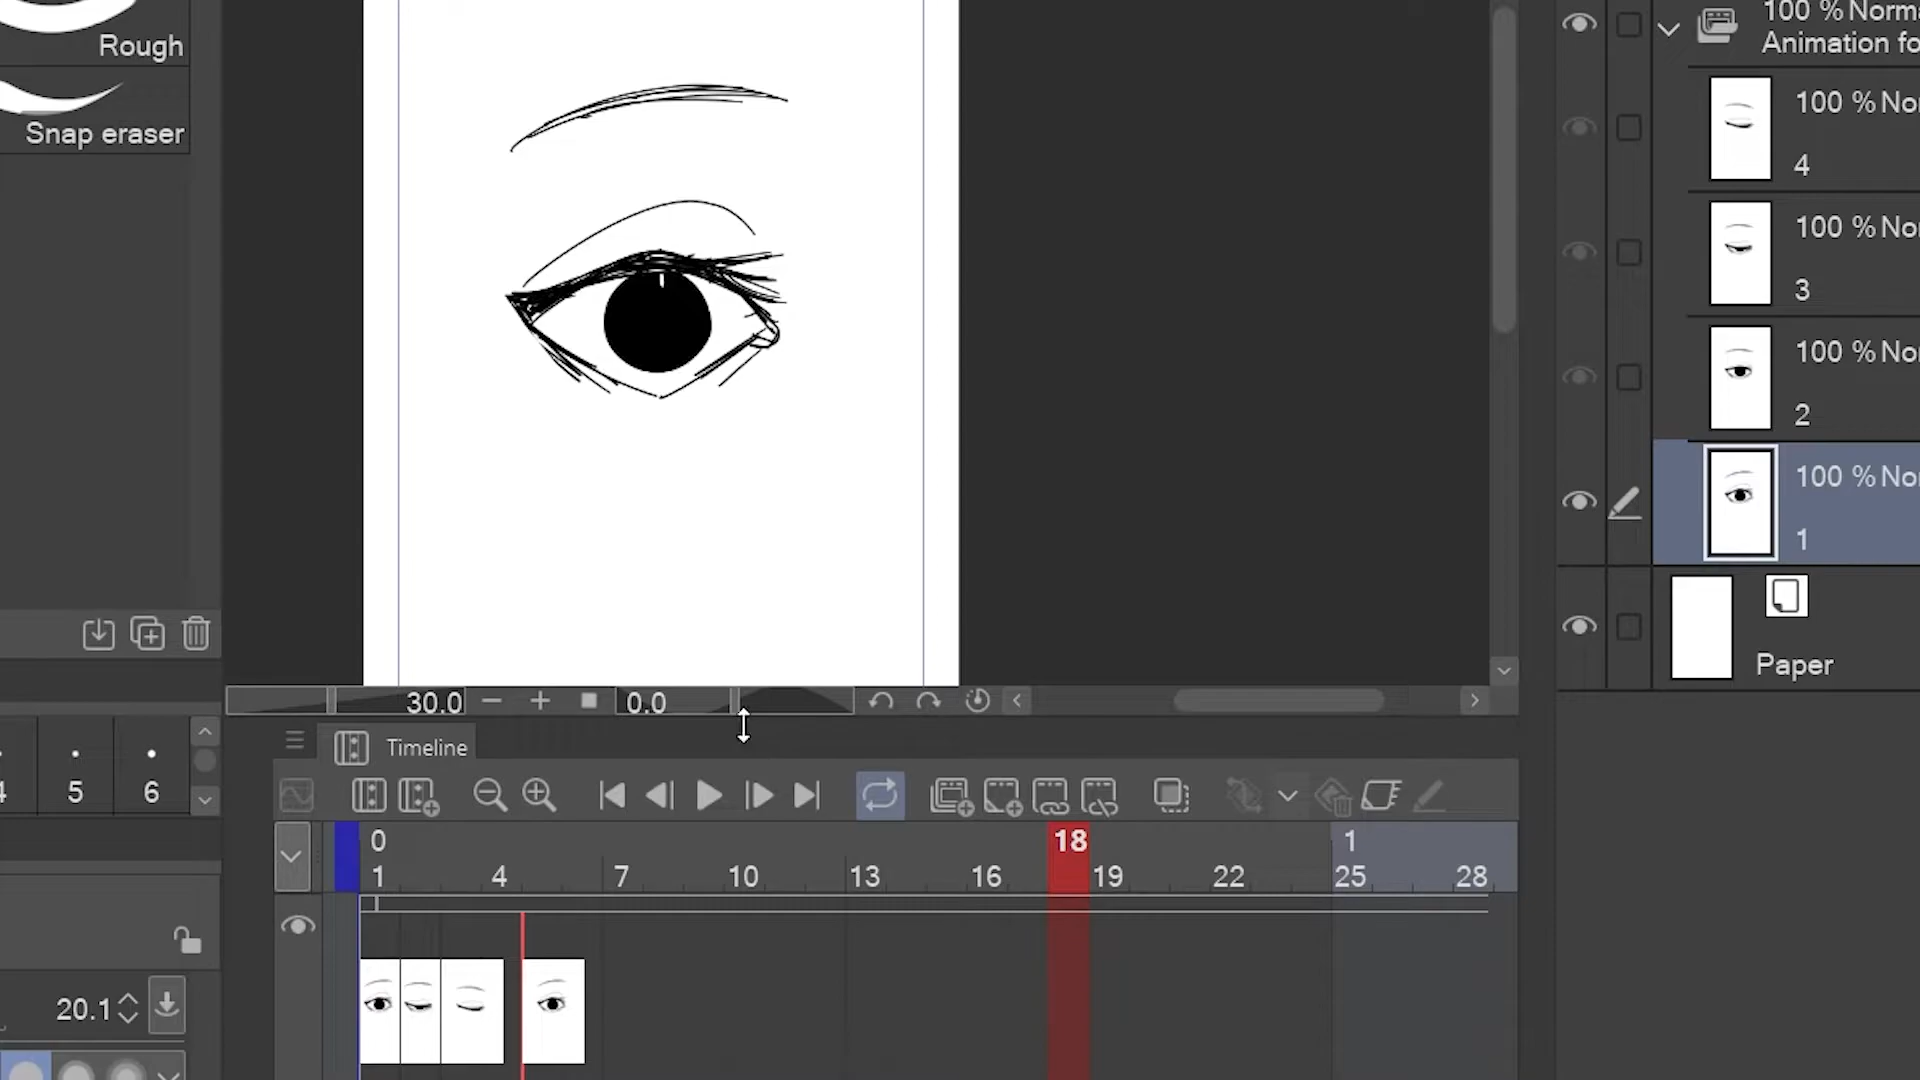 Rough
Snap eraser
100 % Norm
Animation fo
100 % No
4
100 % No
3
100 % No
2
100 % No
1
Paper
30.0
0.0
Timeline
5 6
0 18 1
1 4 7 10 13 16 19 22 25 28
20.1